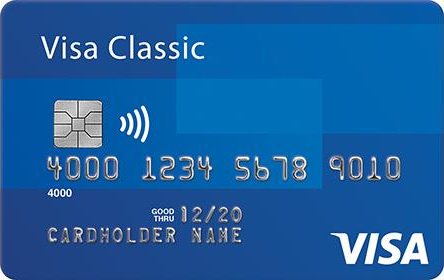 Visa Classic
4000 1234 5678 9010
4000
GOOD THRU 12/20
CARDHOLDER NAME
VISA